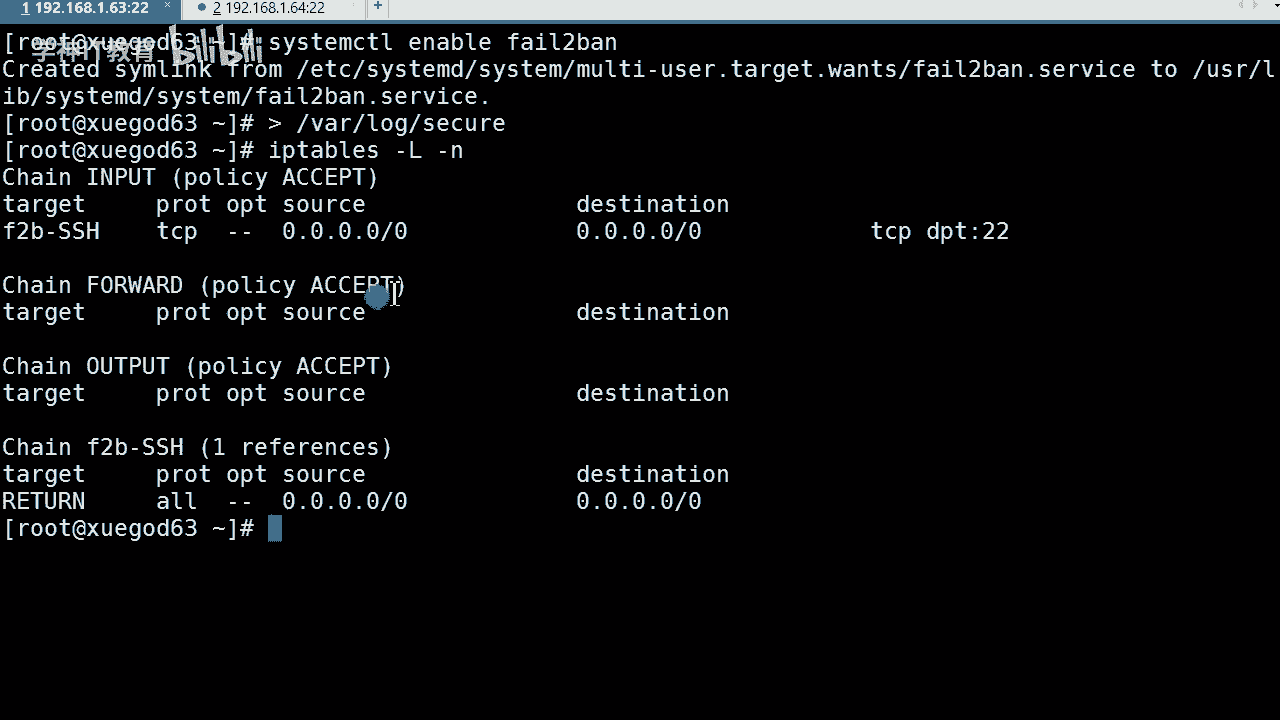 1 192.168.1.63:22 × 2 192.168.1.64:22 +
学神IT教育 bilibili
[root@xuegod63 ~]# systemctl enable fail2ban
Created symlink from /etc/systemd/system/multi-user.target.wants/fail2ban.service to /usr/l
ib/systemd/system/fail2ban.service.
[root@xuegod63 ~]# > /var/log/secure
[root@xuegod63 ~]# iptables -L -n
Chain INPUT (policy ACCEPT)
target     prot opt source               destination
f2b-SSH    tcp  --  0.0.0.0/0            0.0.0.0/0            tcp dpt:22
Chain FORWARD (policy ACCEPT)
target     prot opt source               destination
Chain OUTPUT (policy ACCEPT)
target     prot opt source               destination
Chain f2b-SSH (1 references)
target     prot opt source               destination
RETURN     all  --  0.0.0.0/0            0.0.0.0/0
[root@xuegod63 ~]#